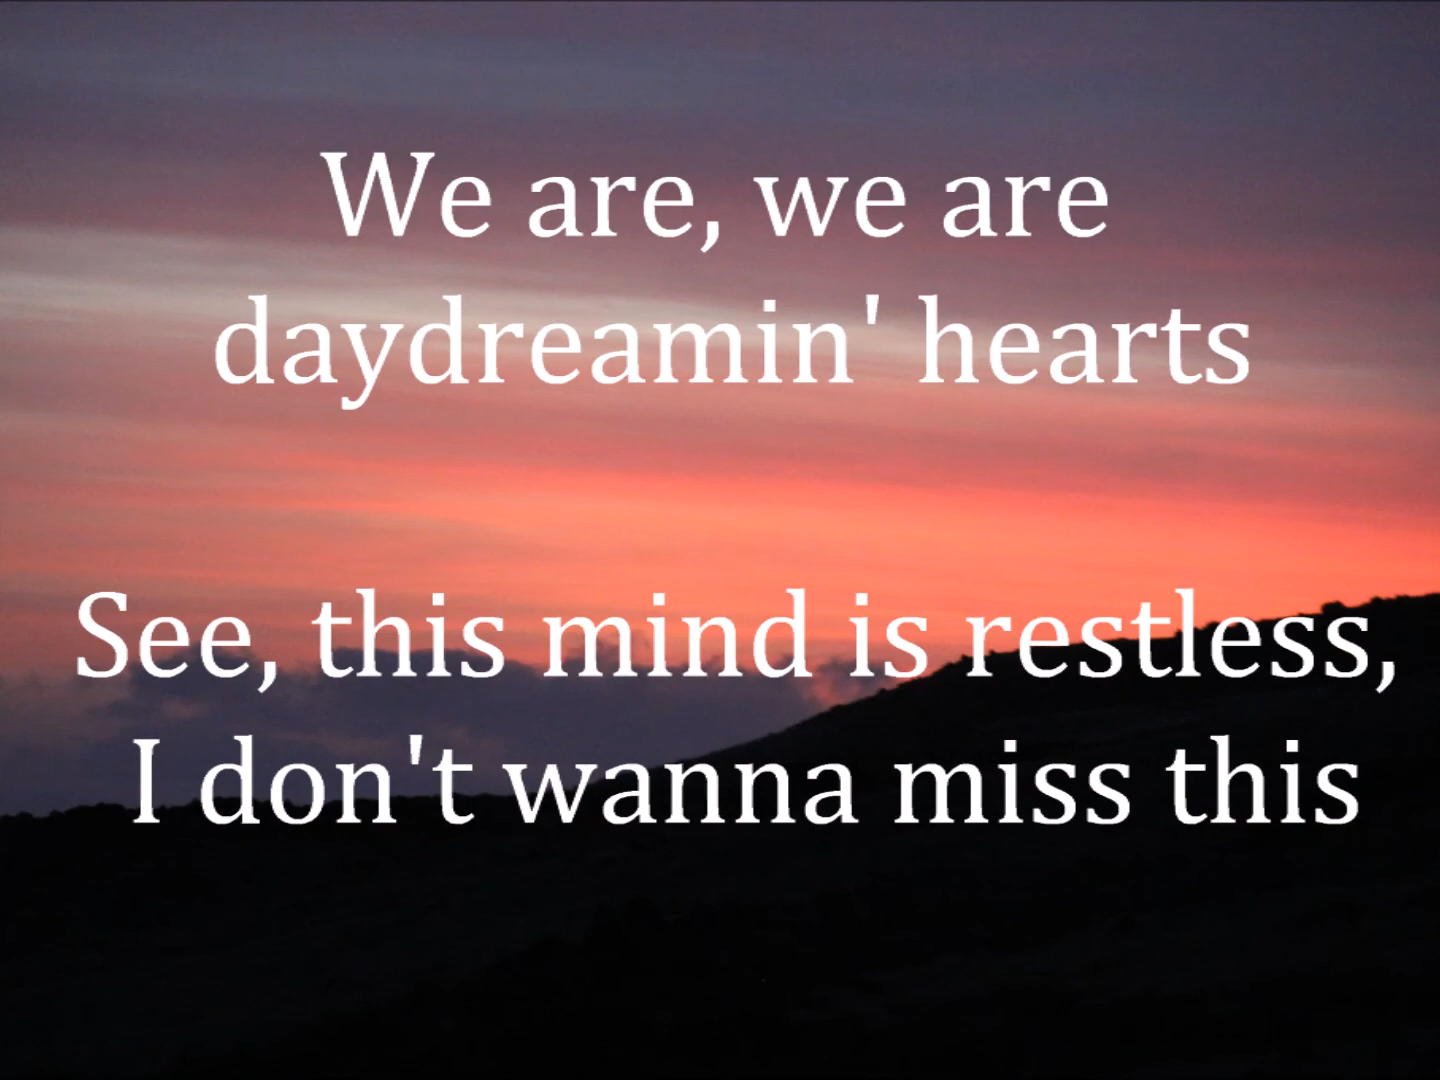 We are, we are
daydreamin' hearts
See, this mind is restless,
I don't wanna miss this